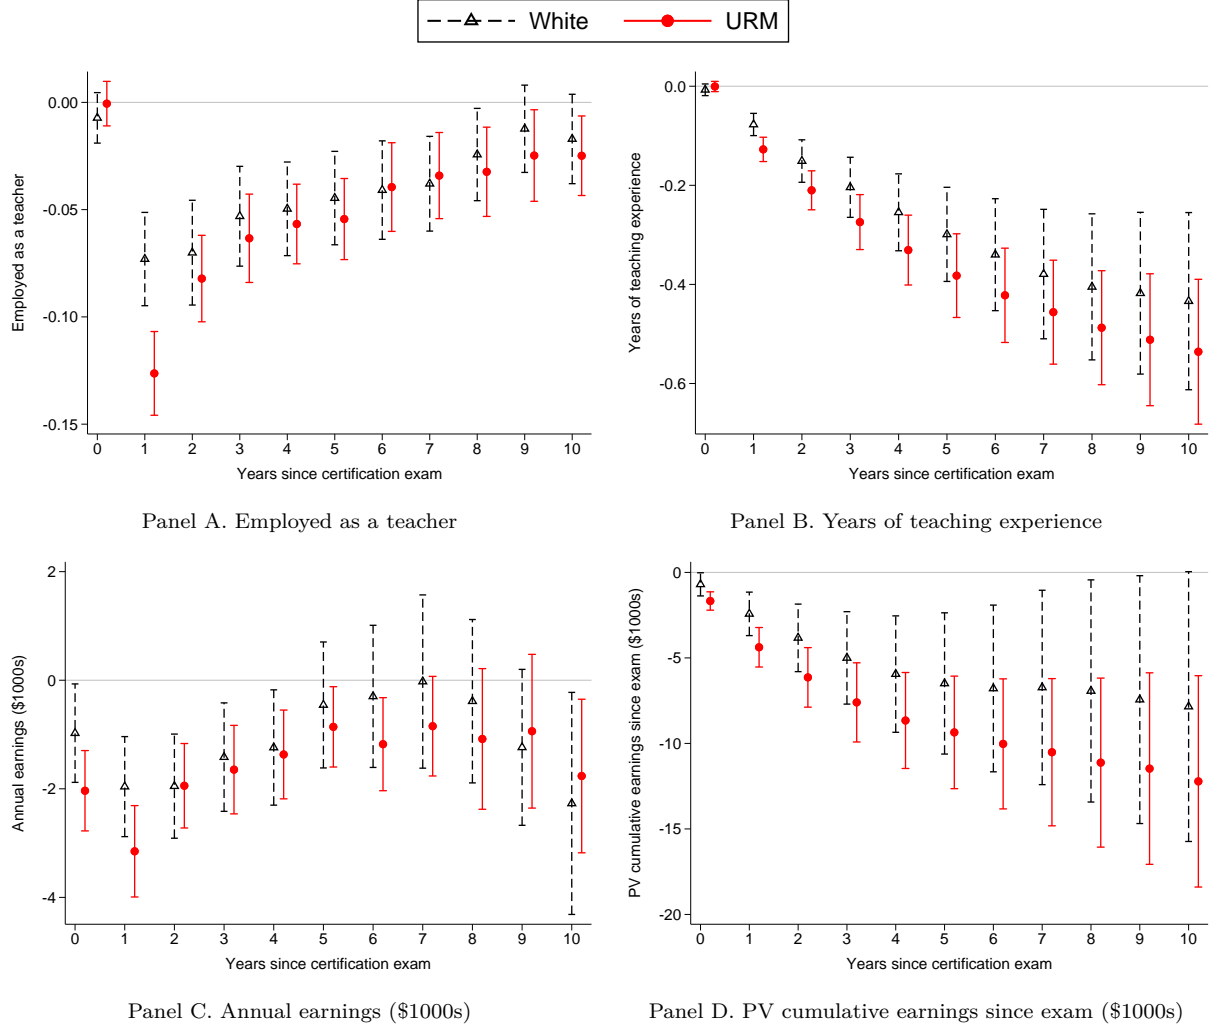 White URM
0.00
-0.05
-0.10
-0.15
Employed as a teacher
0 1 2 3 4 5 6 7 8 9 10
Years since certification exam
Panel A. Employed as a teacher
0.0
-0.2
-0.4
-0.6
Years of teaching experience
0 1 2 3 4 5 6 7 8 9 10
Years since certification exam
Panel B. Years of teaching experience
2
0
-2
-4
Annual earnings ($1000s)
0 1 2 3 4 5 6 7 8 9 10
Years since certification exam
Panel C. Annual earnings ($1000s)
0
-5
-10
-15
-20
PV cumulative earnings since exam ($1000s)
0 1 2 3 4 5 6 7 8 9 10
Years since certification exam
Panel D. PV cumulative earnings since exam ($1000s)